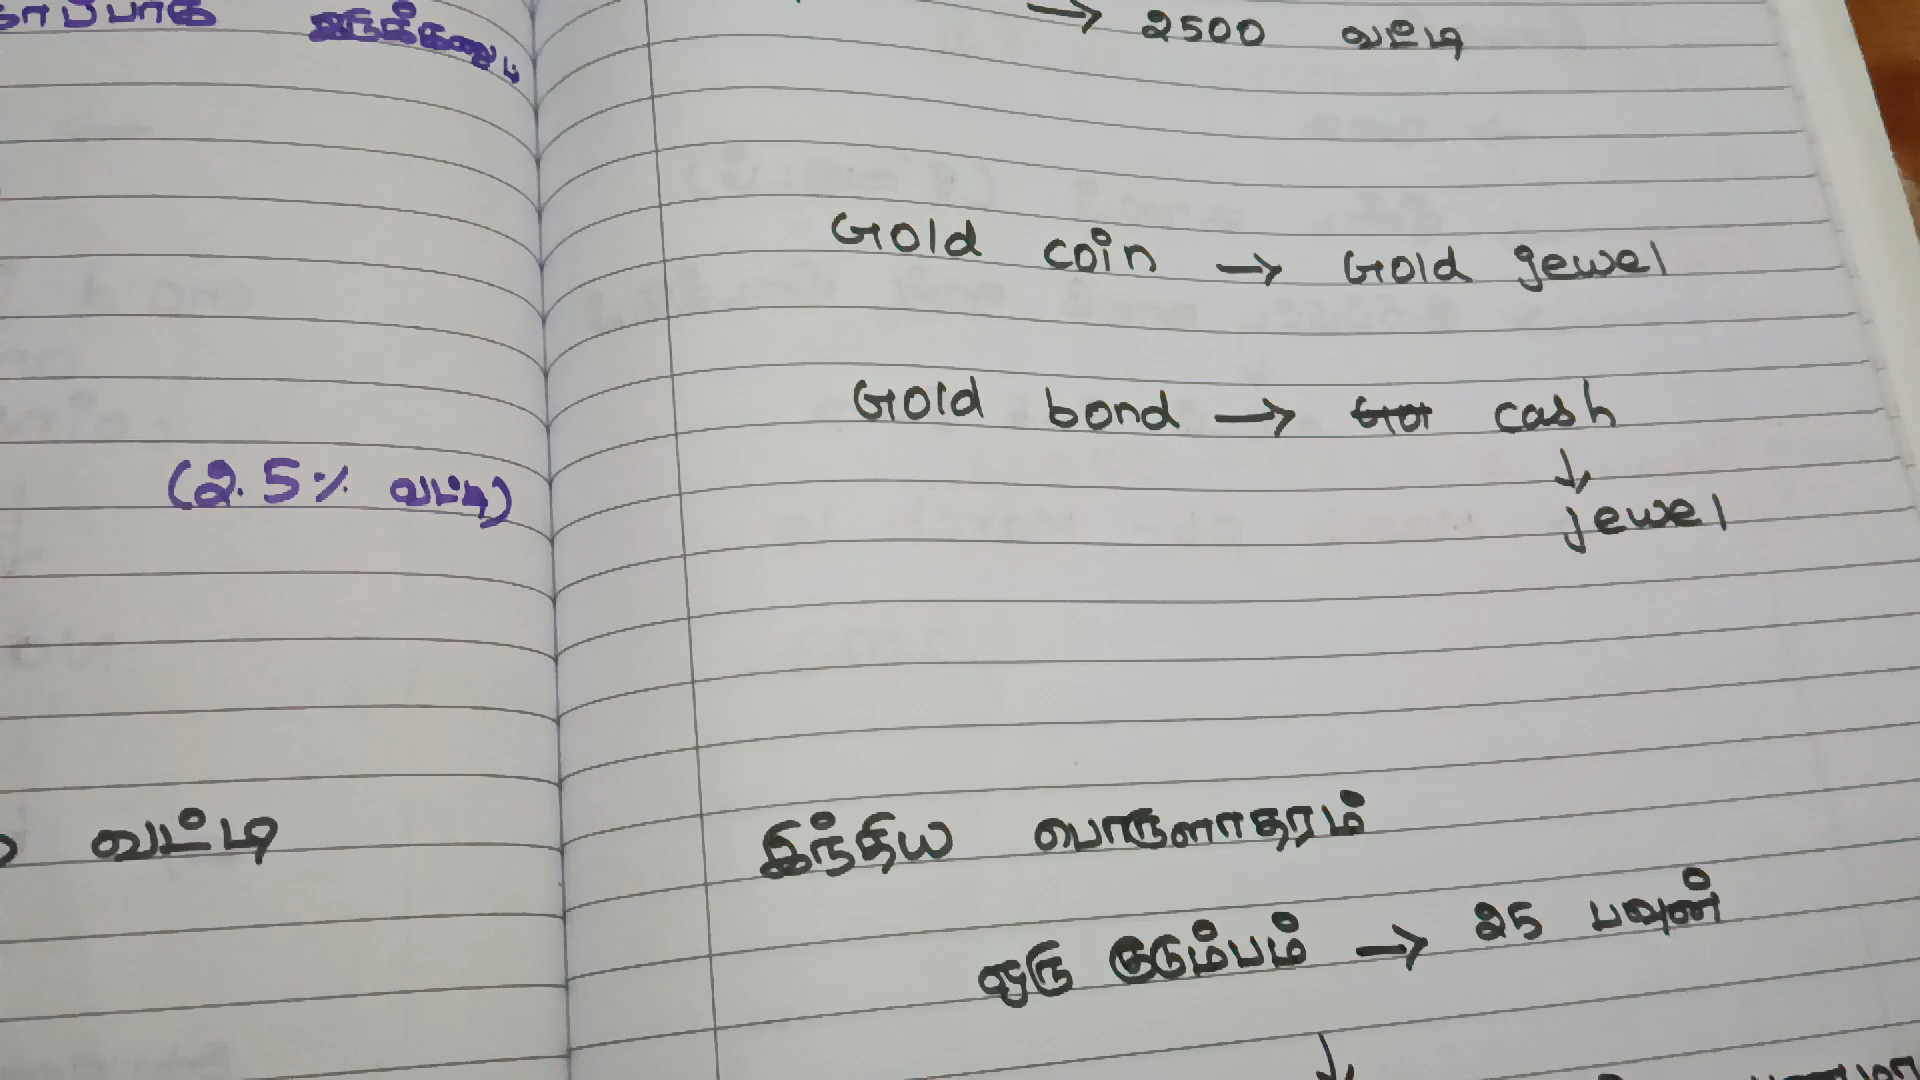 (2.5% வட்டி)
வட்டி
→ 2500 வட்டி
Gold coin → Gold jewel
Gold bond → cash
↓
jewel
இந்திய பொருளாதரம்
ஒரு குடும்பம் → 25 பவுன்
↓